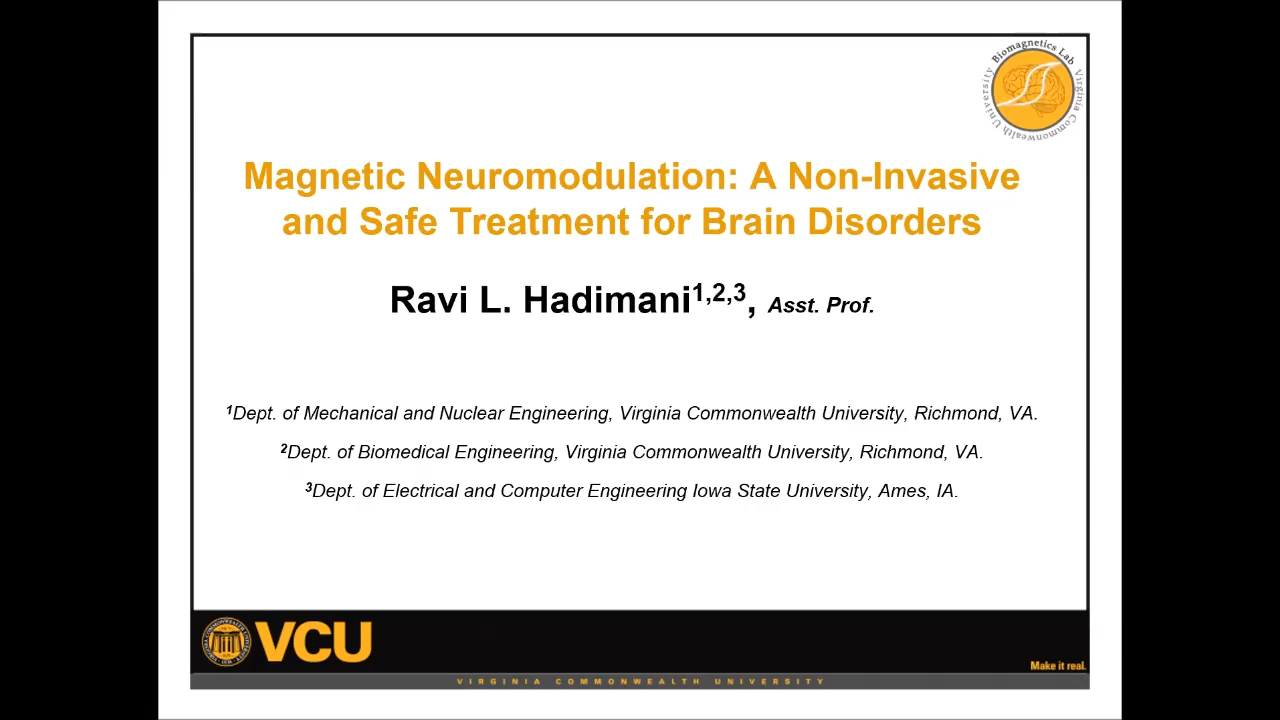 Biomagnetics Lab Virginia Commonwealth University
Magnetic Neuromodulation: A Non-Invasive
and Safe Treatment for Brain Disorders
Ravi L. Hadimani1,2,3, Asst. Prof.
1Dept. of Mechanical and Nuclear Engineering, Virginia Commonwealth University, Richmond, VA.
2Dept. of Biomedical Engineering, Virginia Commonwealth University, Richmond, VA.
3Dept. of Electrical and Computer Engineering Iowa State University, Ames, IA.
VCU
Make it real.
VIRGINIA COMMONWEALTH UNIVERSITY